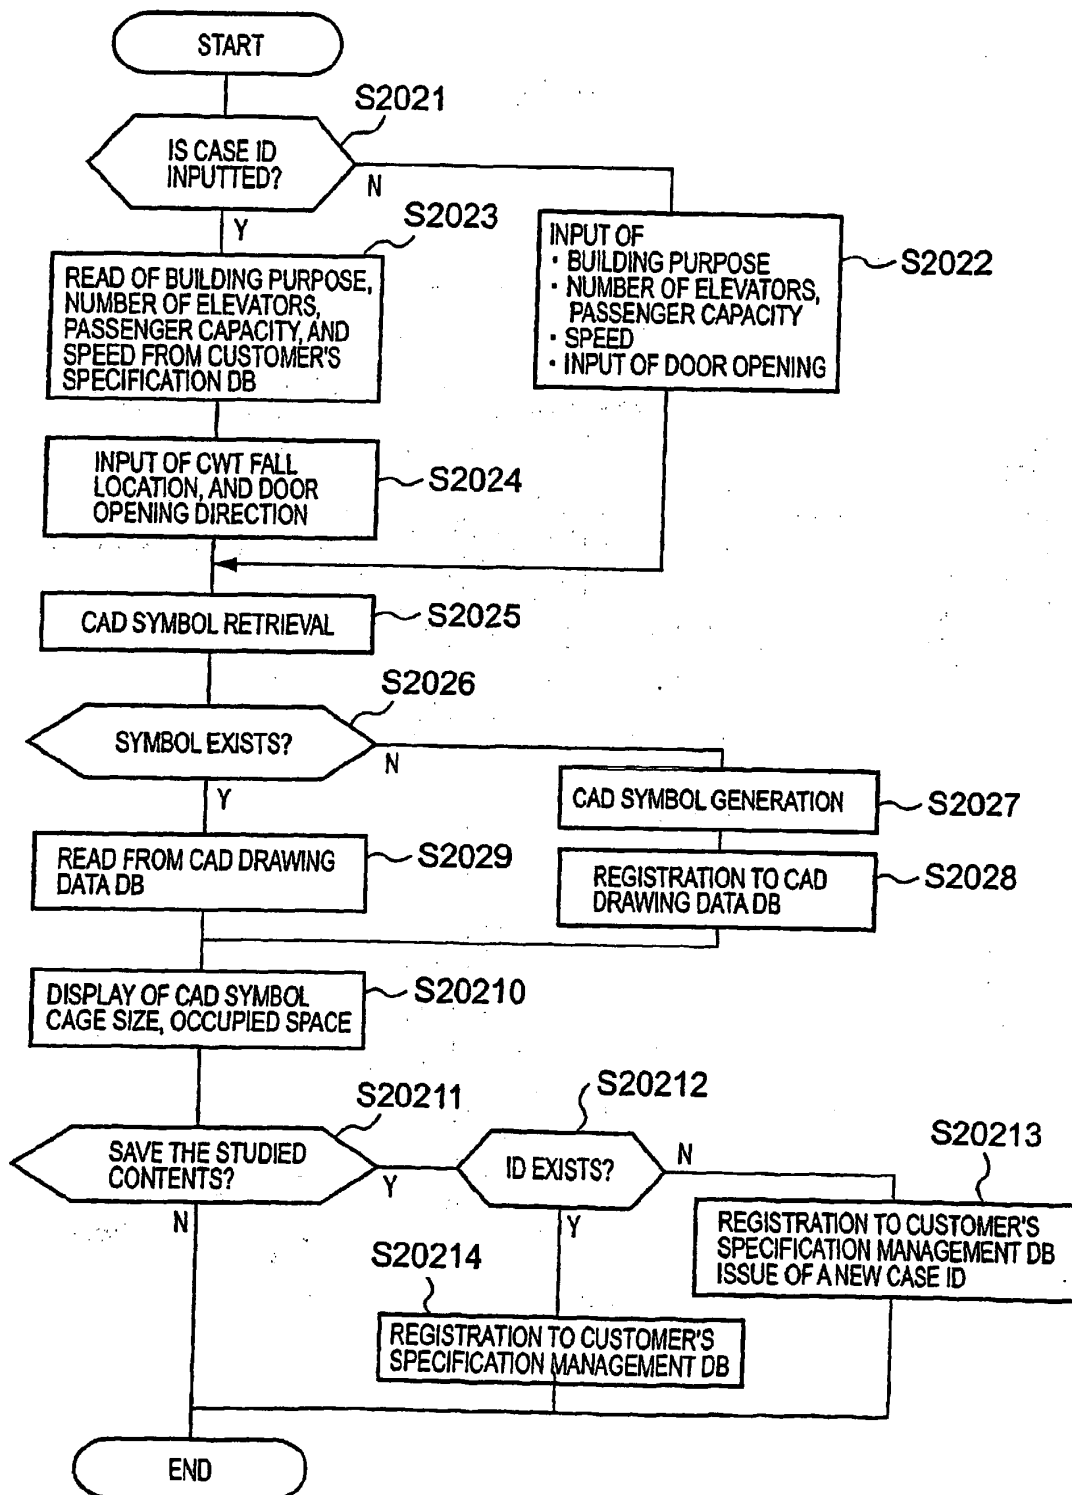 START
S2021
IS CASE ID
INPUTTED?
N
Y
S2023
READ OF BUILDING PURPOSE,
NUMBER OF ELEVATORS,
PASSENGER CAPACITY, AND
SPEED FROM CUSTOMER'S
SPECIFICATION DB
INPUT OF
· BUILDING PURPOSE
· NUMBER OF ELEVATORS,
PASSENGER CAPACITY
· SPEED
· INPUT OF DOOR OPENING
S2022
INPUT OF CWT FALL
LOCATION, AND DOOR
OPENING DIRECTION
S2024
CAD SYMBOL RETRIEVAL
S2025
S2026
SYMBOL EXISTS?
N
Y
CAD SYMBOL GENERATION
S2027
READ FROM CAD DRAWING
DATA DB
S2029
REGISTRATION TO CAD
DRAWING DATA DB
S2028
DISPLAY OF CAD SYMBOL
CAGE SIZE, OCCUPIED SPACE
S20210
S20211
SAVE THE STUDIED
CONTENTS?
Y
N
S20212
ID EXISTS?
N
Y
S20213
REGISTRATION TO CUSTOMER'S
SPECIFICATION MANAGEMENT DB
ISSUE OF A NEW CASE ID
S20214
REGISTRATION TO CUSTOMER'S
SPECIFICATION MANAGEMENT DB
END